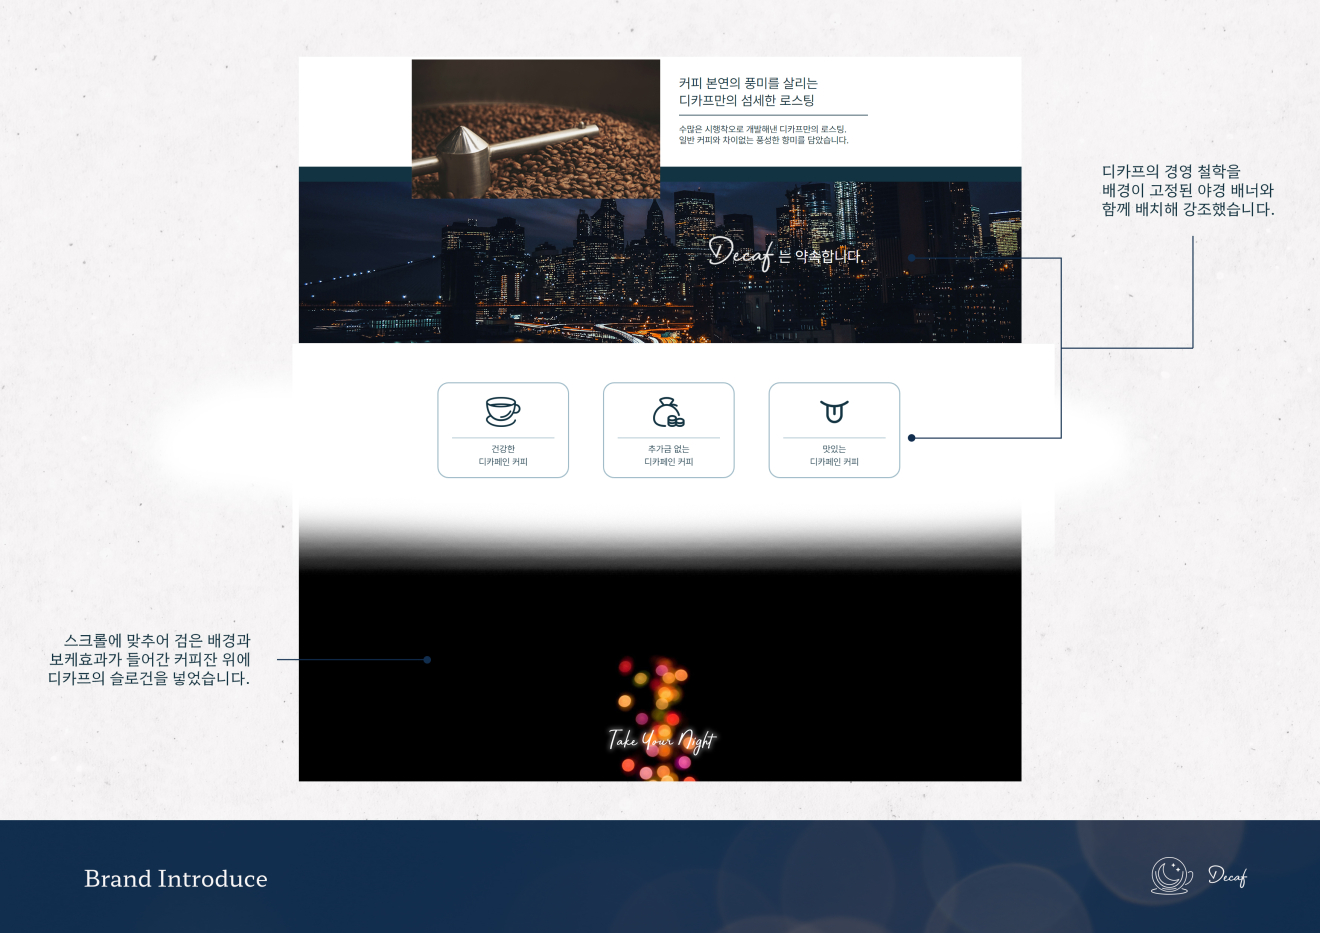 커피 본연의 풍미를 살리는
디카프만의 섬세한 로스팅
수많은 시행착오로 개발해낸 디카프만의 로스팅.
일반 커피와 차이없는 풍성한 향미를 담았습니다.
디카프의 경영 철학을
배경이 고정된 야경 배너와
함께 배치해 강조했습니다.
Decaf 는 약속합니다.
건강한
디카페인 커피
추가금 없는
디카페인 커피
맛있는
디카페인 커피
스크롤에 맞추어 검은 배경과
보케효과가 들어간 커피잔 위에
디카프의 슬로건을 넣었습니다.
Take Your Night
Brand Introduce
Decaf